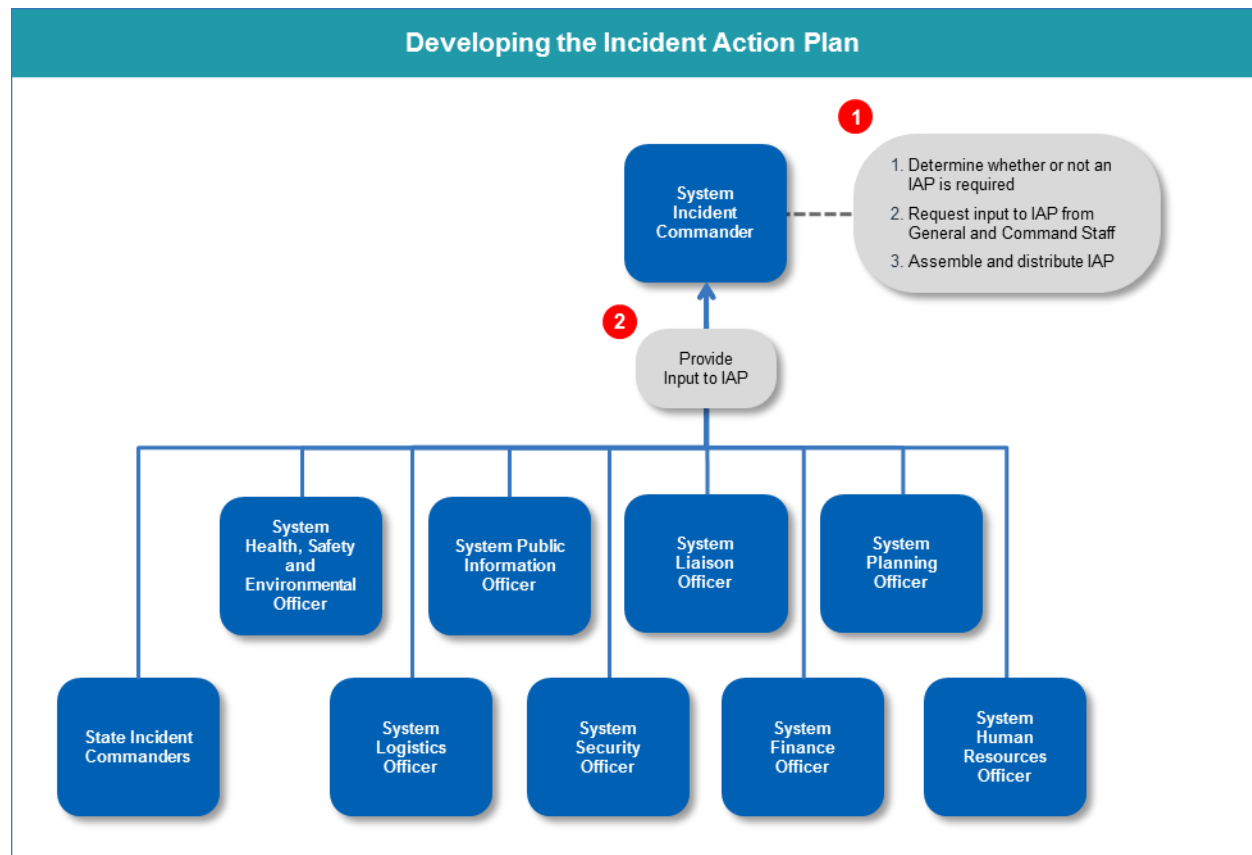 Developing the Incident Action Plan
1
System
Incident
Commander
1. Determine whether or not an
IAP is required
2. Request input to IAP from
General and Command Staff
3. Assemble and distribute IAP
2
Provide
Input to IAP
System
Health, Safety
and
Environmental
Officer
System Public
Information
Officer
System
Liaison
Officer
System
Planning
Officer
State Incident
Commanders
System
Logistics
Officer
System
Security
Officer
System
Finance
Officer
System
Human
Resources
Officer